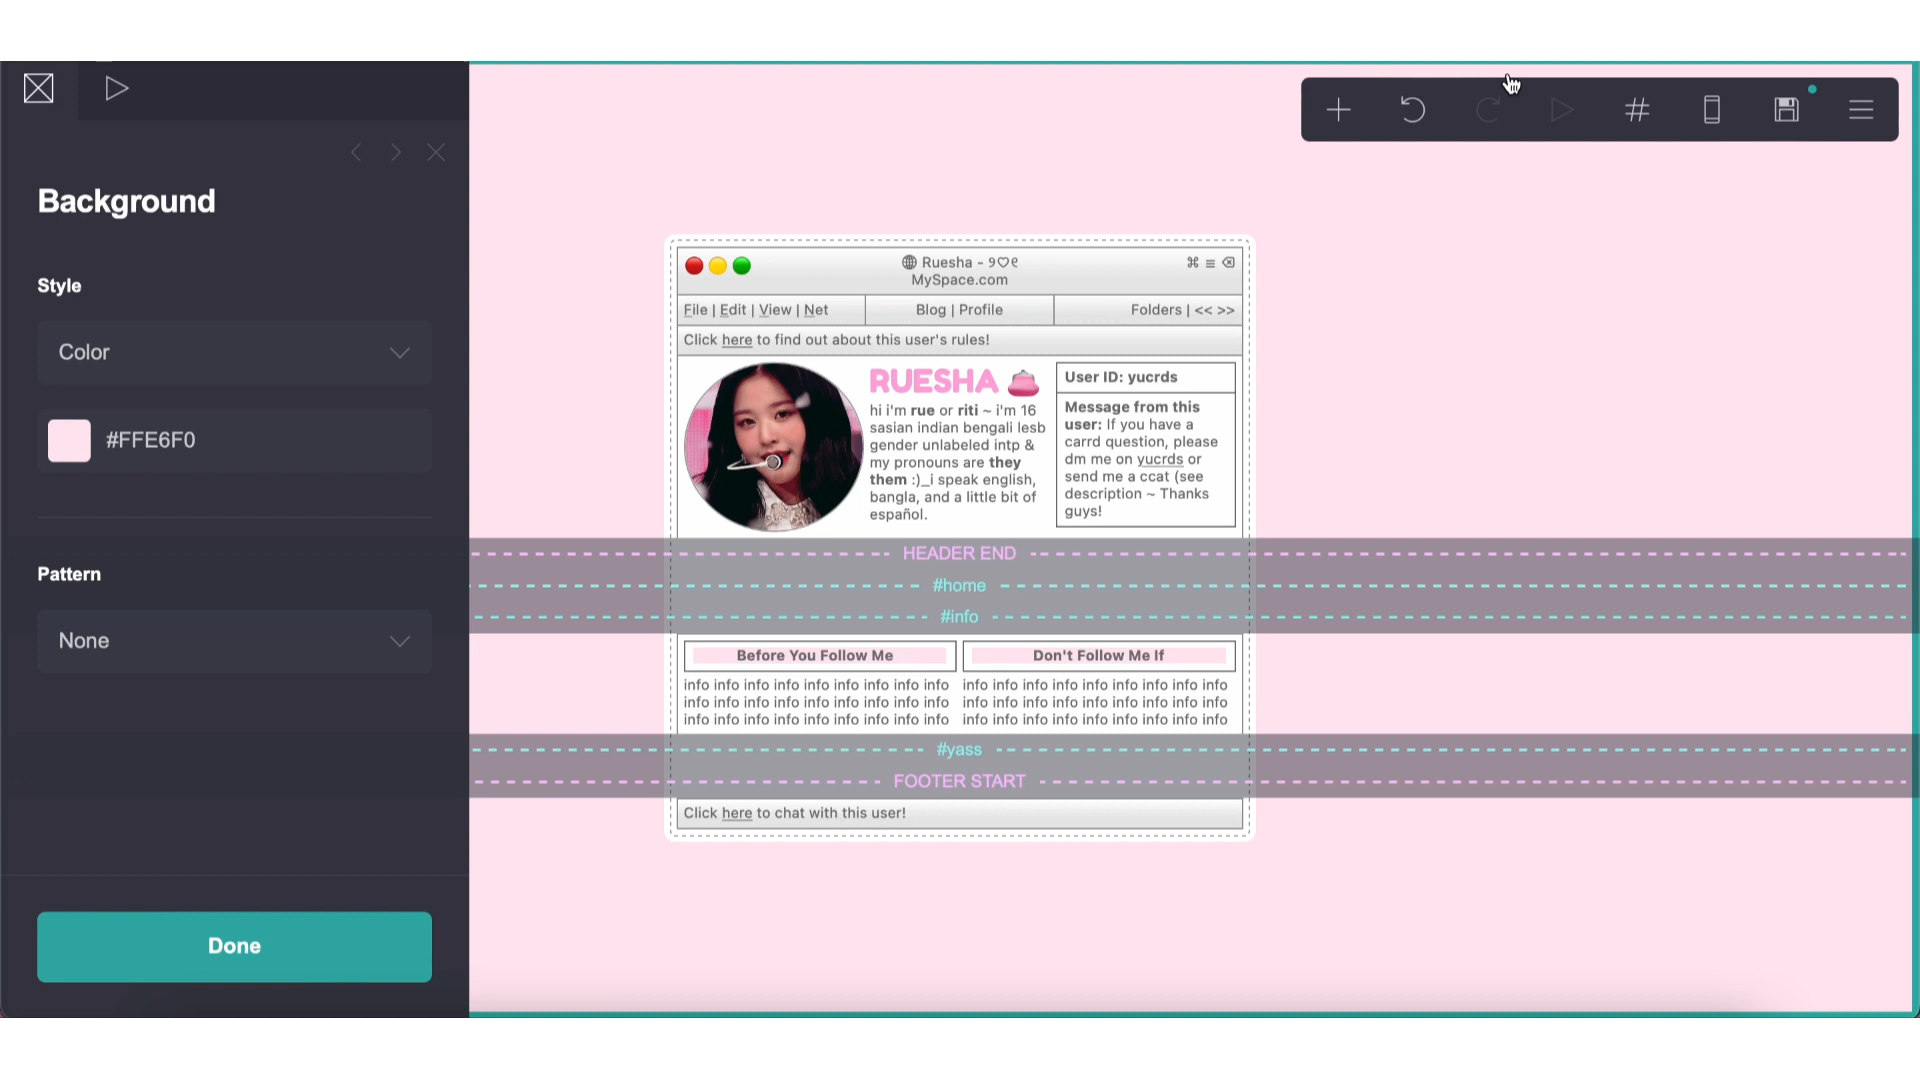 Background
Style
Color
#FFE6F0
Pattern
None
Done
#
Ruesha - ୨♡୧
MySpace.com
⌘ ≡ ⌫
File | Edit | View | Net
Blog | Profile
Folders | << >>
Click here to find out about this user's rules!
RUESHA 👛
hi i'm rue or riti ~ i'm 16
sasian indian bengali lesb
gender unlabeled intp &
my pronouns are they
them :)_i speak english,
bangla, and a little bit of
español.
User ID: yucrds
Message from this
user: If you have a
carrd question, please
dm me on yucrds or
send me a ccat (see
description ~ Thanks
guys!
HEADER END
#home
#info
Before You Follow Me
info info info info info info info info info
info info info info info info info info info
info info info info info info info info info
Don't Follow Me If
info info info info info info info info info
info info info info info info info info info
info info info info info info info info info
#yass
FOOTER START
Click here to chat with this user!